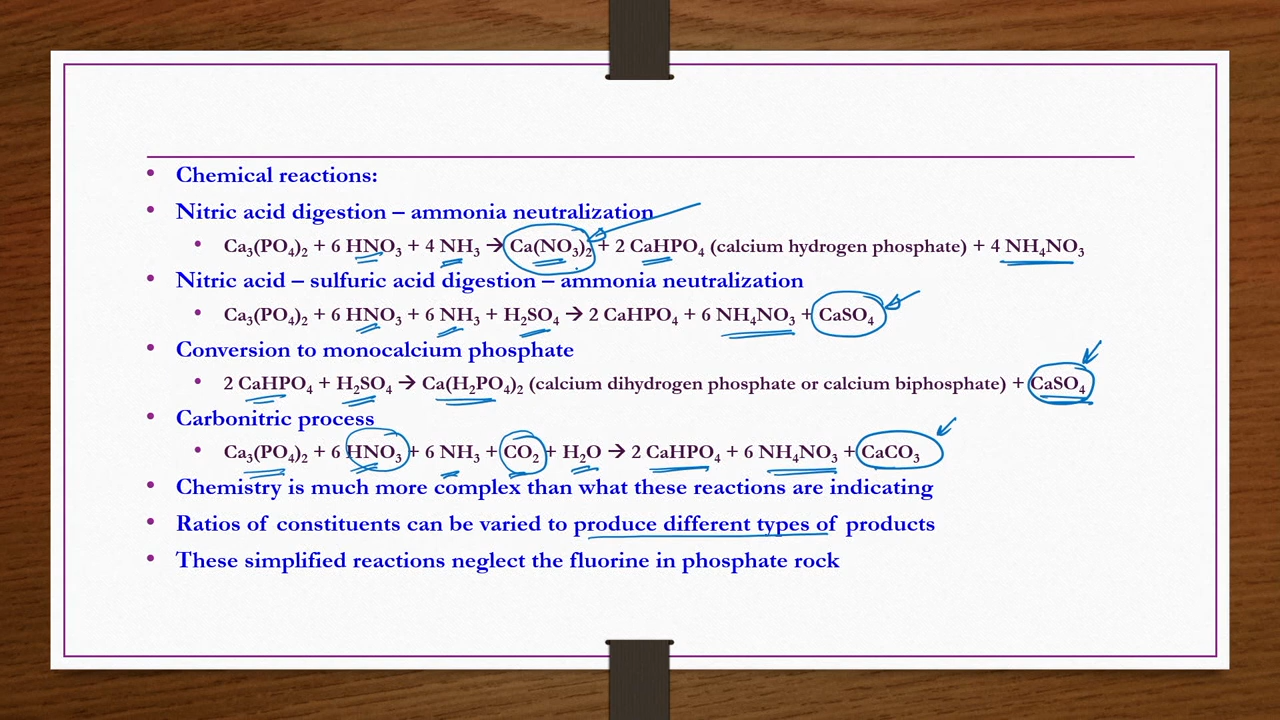 • Chemical reactions:
• Nitric acid digestion – ammonia neutralization
• Ca₃(PO₄)₂ + 6 HNO₃ + 4 NH₃ → Ca(NO₃)₂ + 2 CaHPO₄ (calcium hydrogen phosphate) + 4 NH₄NO₃
• Nitric acid – sulfuric acid digestion – ammonia neutralization
• Ca₃(PO₄)₂ + 6 HNO₃ + 6 NH₃ + H₂SO₄ → 2 CaHPO₄ + 6 NH₄NO₃ + CaSO₄
• Conversion to monocalcium phosphate
• 2 CaHPO₄ + H₂SO₄ → Ca(H₂PO₄)₂ (calcium dihydrogen phosphate or calcium biphosphate) + CaSO₄
• Carbonitric process
• Ca₃(PO₄)₂ + 6 HNO₃ + 6 NH₃ + CO₂ + H₂O → 2 CaHPO₄ + 6 NH₄NO₃ + CaCO₃
• Chemistry is much more complex than what these reactions are indicating
• Ratios of constituents can be varied to produce different types of products
• These simplified reactions neglect the fluorine in phosphate rock